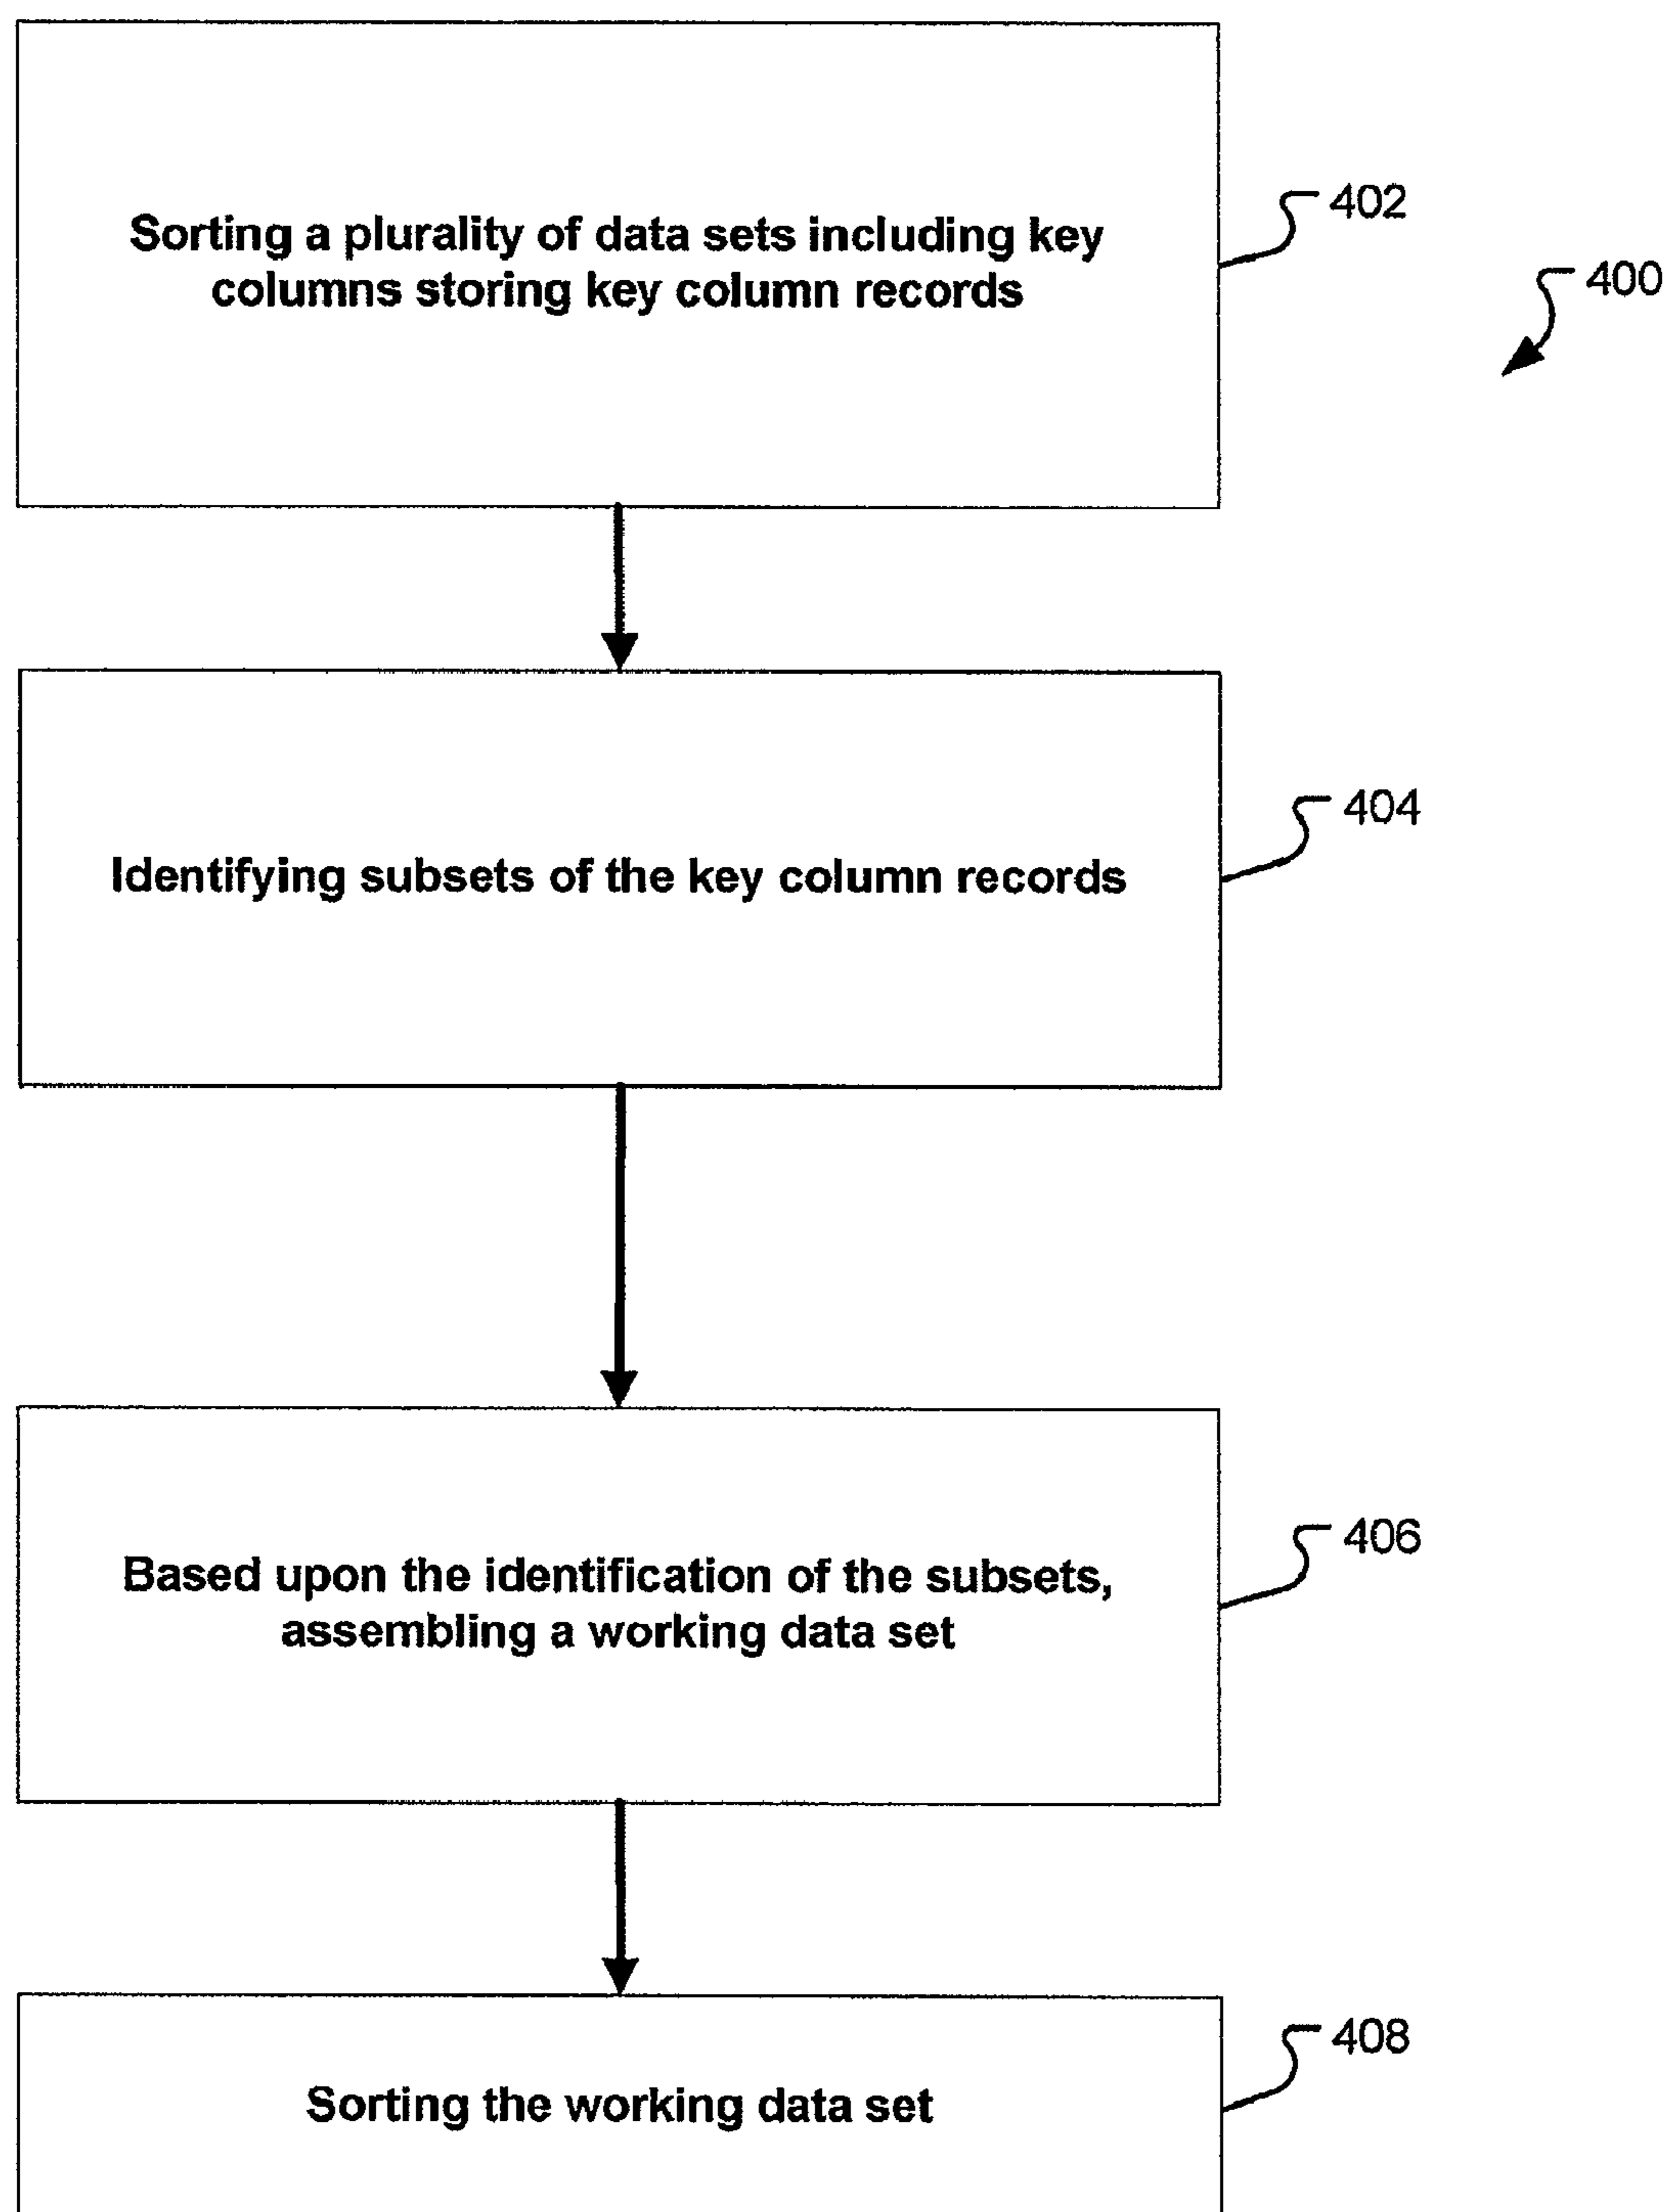 Sorting a plurality of data sets including key
columns storing key column records
402
400
Identifying subsets of the key column records
404
Based upon the identification of the subsets,
assembling a working data set
406
Sorting the working data set
408